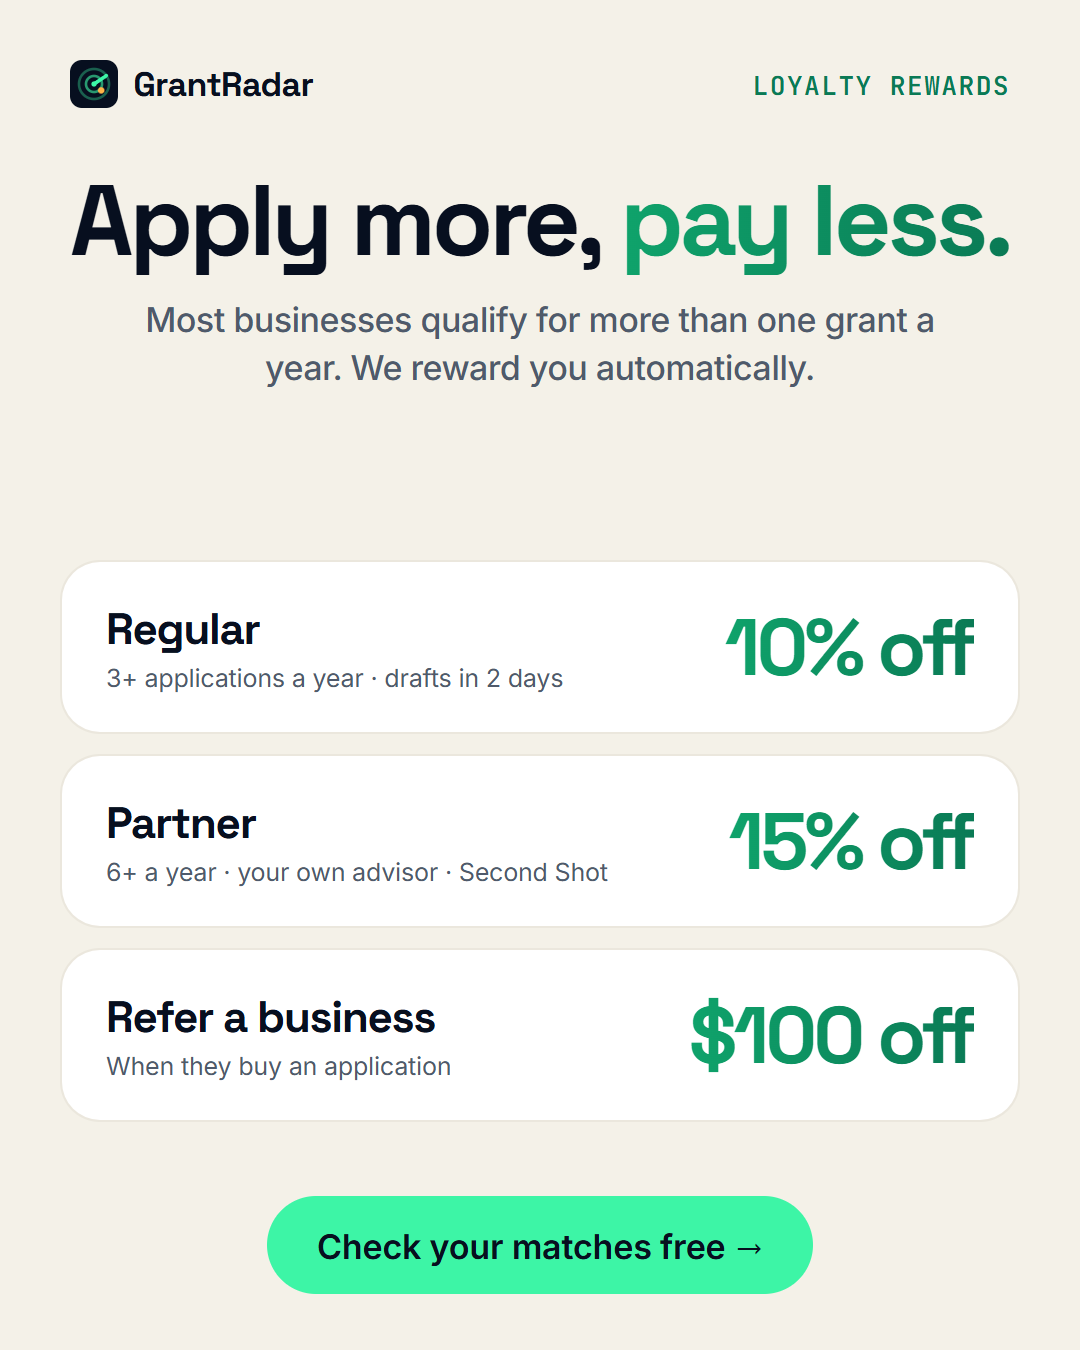 GrantRadar
LOYALTY REWARDS
Apply more, pay less.
Most businesses qualify for more than one grant a
year. We reward you automatically.
Regular
3+ applications a year · drafts in 2 days
10% off
Partner
6+ a year · your own advisor · Second Shot
15% off
Refer a business
When they buy an application
$100 off
Check your matches free →